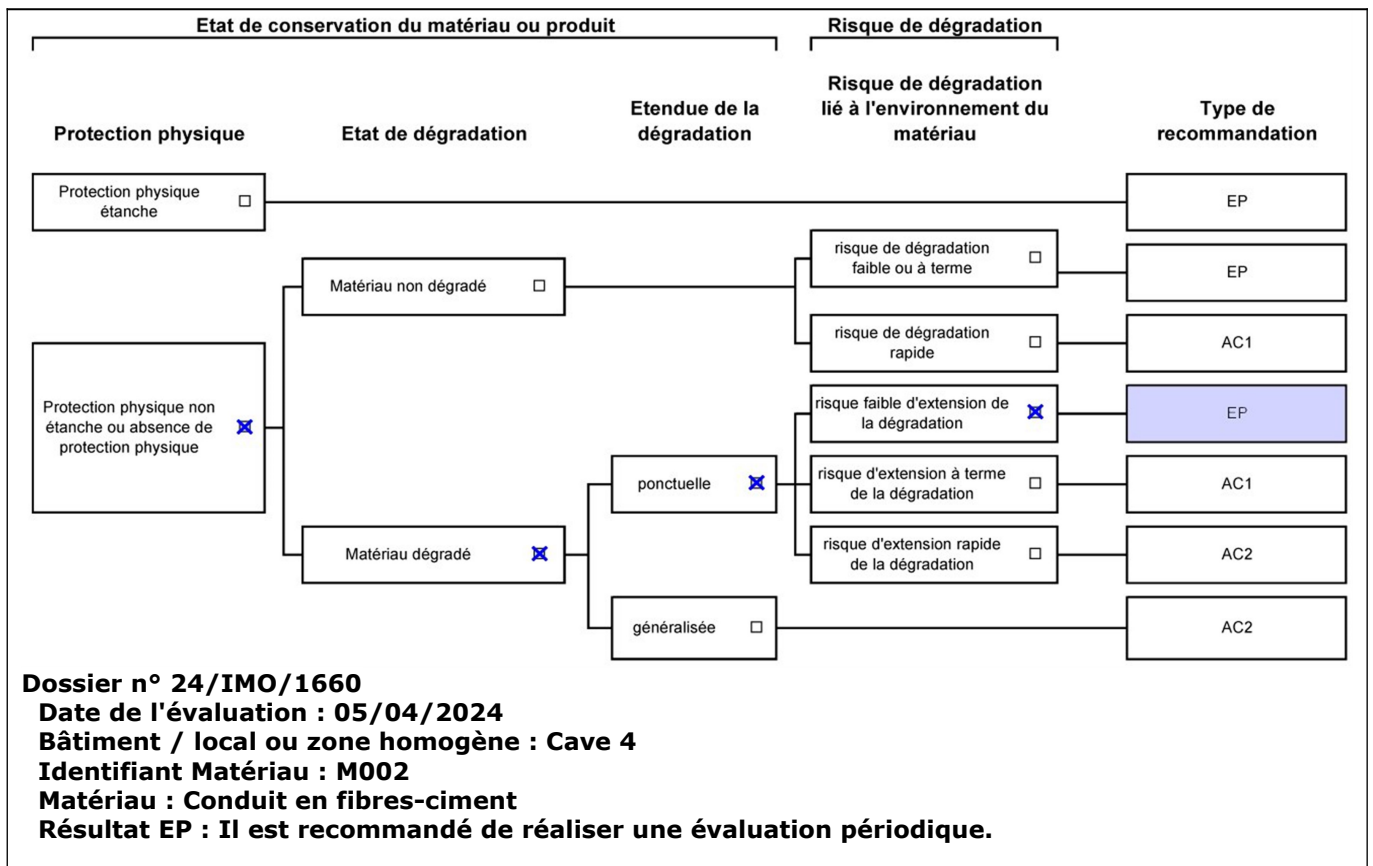 Etat de conservation du matériau ou produit
Risque de dégradation
Protection physique
Etat de dégradation
Etendue de la
dégradation
Risque de dégradation
lié à l'environnement du
matériau
Type de
recommandation
Protection physique
étanche
EP
Matériau non dégradé
risque de dégradation
faible ou à terme
EP
risque de dégradation
rapide
AC1
Protection physique non
étanche ou absence de
protection physique
risque faible d'extension de
la dégradation
EP
ponctuelle
risque d'extension à terme
de la dégradation
AC1
Matériau dégradé
risque d'extension rapide
de la dégradation
AC2
généralisée
AC2
Dossier n° 24/IMO/1660
Date de l'évaluation : 05/04/2024
Bâtiment / local ou zone homogène : Cave 4
Identifiant Matériau : M002
Matériau : Conduit en fibres-ciment
Résultat EP : Il est recommandé de réaliser une évaluation périodique.